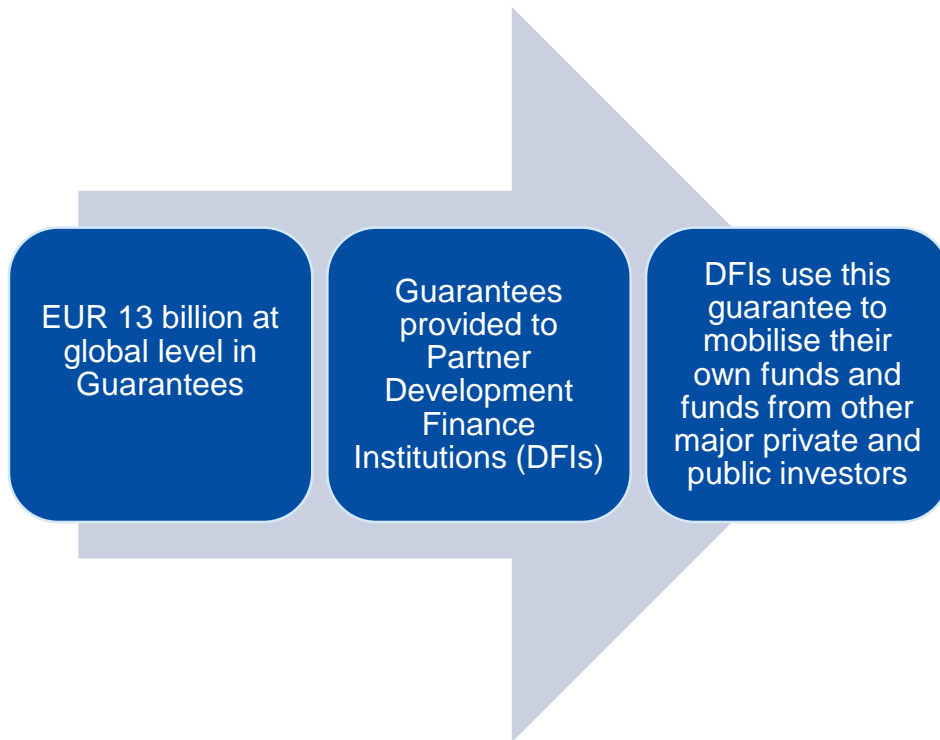 EUR 13 billion at
global level in
Guarantees
Guarantees
provided to
Partner
Development
Finance
Institutions (DFIs)
DFIs use this
guarantee to
mobilise their
own funds and
funds from other
major private and
public investors